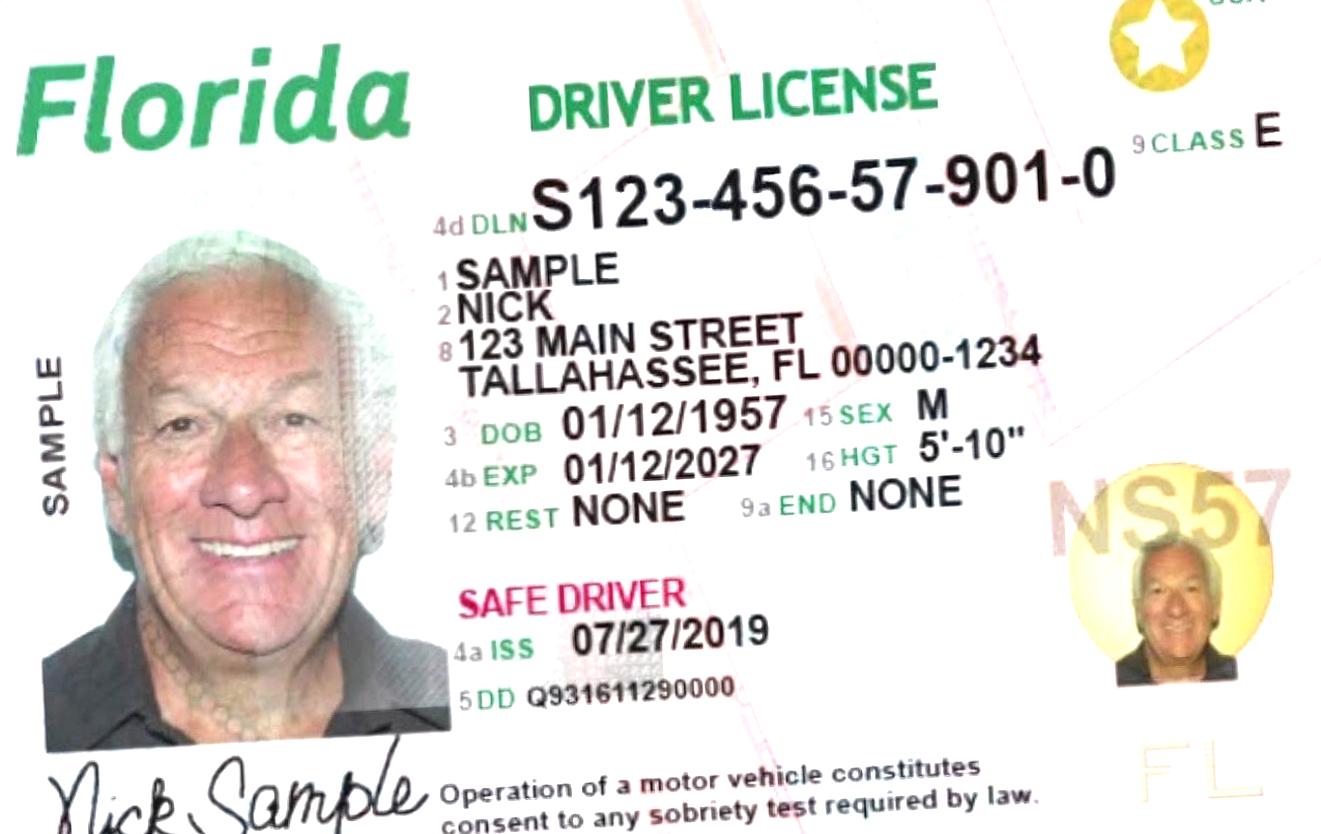 Florida
DRIVER LICENSE
9 CLASS E
4d DLN S123-456-57-901-0
1 SAMPLE
2 NICK
8 123 MAIN STREET
TALLAHASSEE, FL 00000-1234
3 DOB 01/12/1957 15 SEX M
4b EXP 01/12/2027 16 HGT 5'-10"
12 REST NONE 9a END NONE
SAMPLE
NS57
SAFE DRIVER
4a ISS 07/27/2019
5 DD Q931611290000
FL
Nick Sample
Operation of a motor vehicle constitutes
consent to any sobriety test required by law.